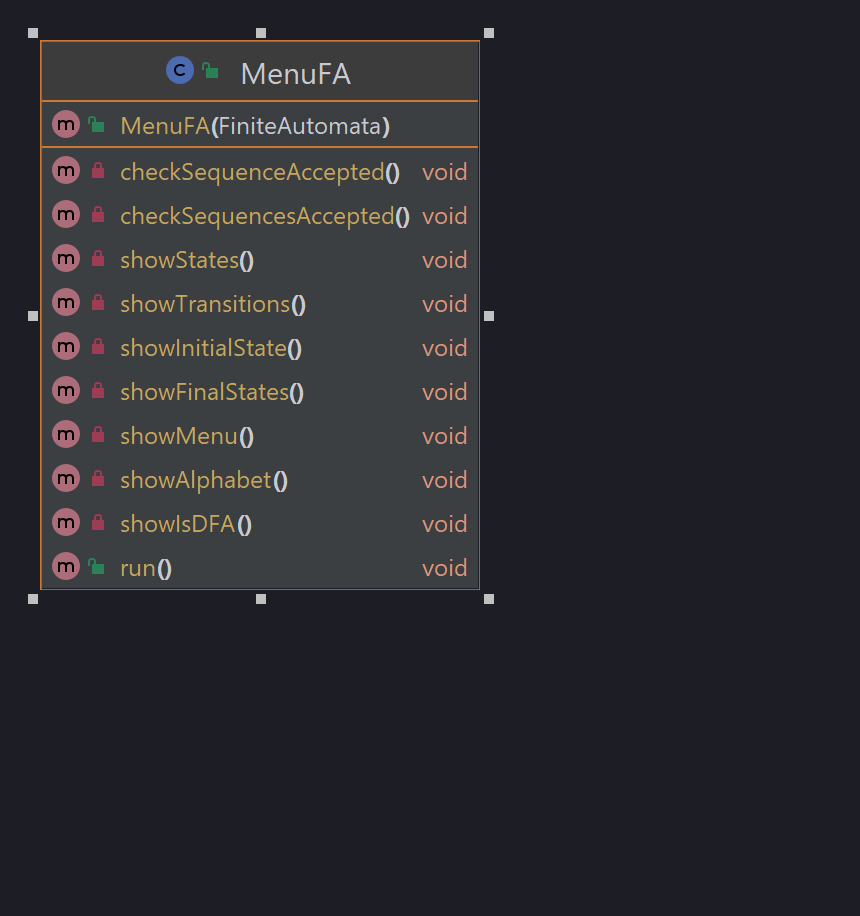 C MenuFA
m MenuFA(FiniteAutomata)
m checkSequenceAccepted() void
m checkSequencesAccepted() void
m showStates() void
m showTransitions() void
m showInitialState() void
m showFinalStates() void
m showMenu() void
m showAlphabet() void
m showIsDFA() void
m run() void